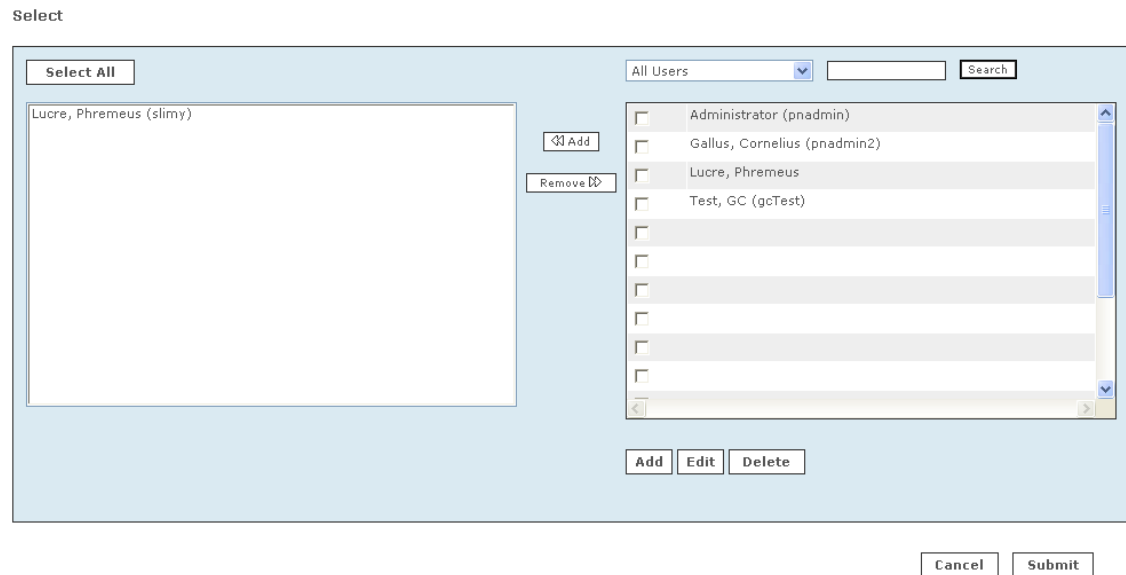 Select
Select All
All Users
Search
Lucre, Phremeus (slimy)
Add
Remove
Administrator (pnadmin)
Gallus, Cornelius (pnadmin2)
Lucre, Phremeus
Test, GC (gcTest)
Add Edit Delete
Cancel Submit